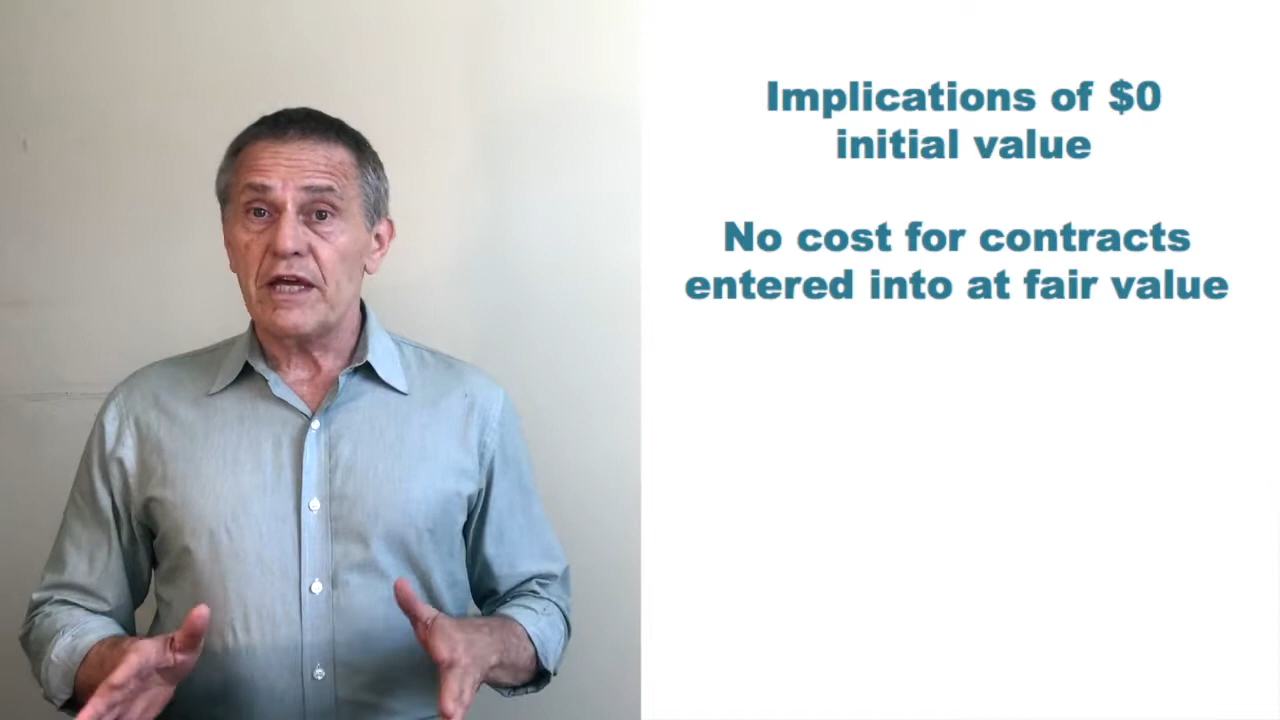 Implications of $0
initial value
No cost for contracts
entered into at fair value